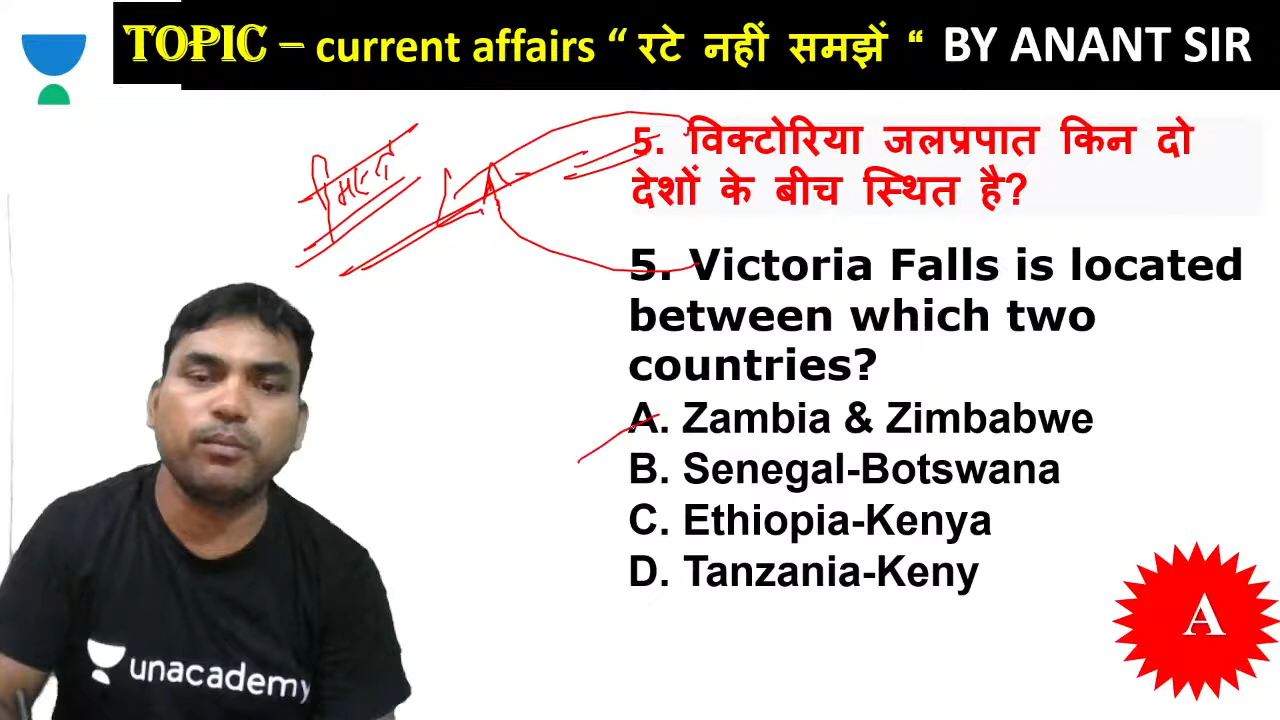 TOPIC – current affairs “ रटे नहीं समझें “ BY ANANT SIR
5. विक्टोरिया जलप्रपात किन दो
देशों के बीच स्थित है?
5. Victoria Falls is located
between which two
countries?
A. Zambia & Zimbabwe
B. Senegal-Botswana
C. Ethiopia-Kenya
D. Tanzania-Keny
A
unacademy